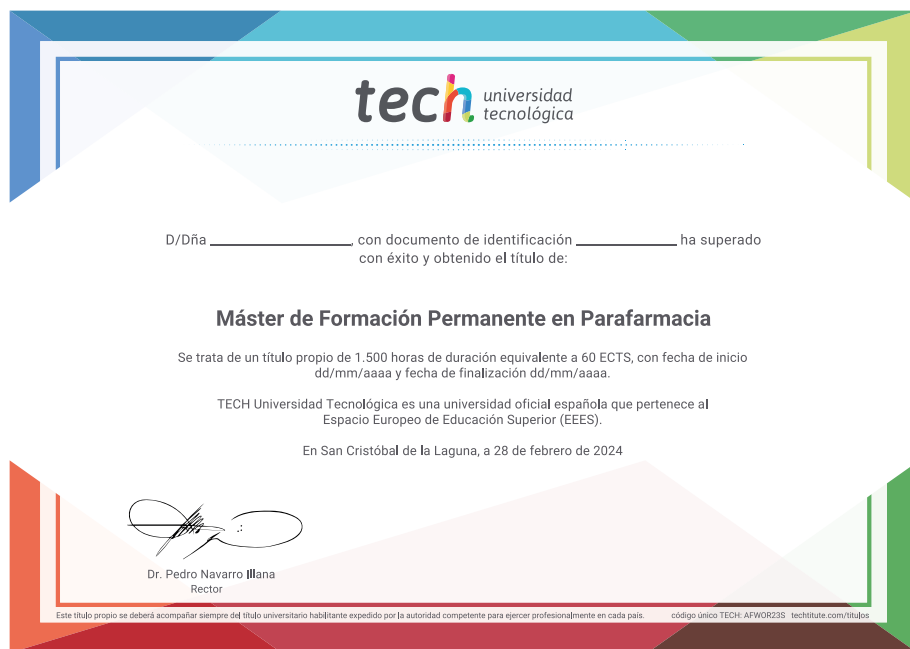 tech universidad
tecnológica
D/Dña ____________________, con documento de identificación ______________ ha superado
con éxito y obtenido el título de:
Máster de Formación Permanente en Parafarmacia
Se trata de un título propio de 1.500 horas de duración equivalente a 60 ECTS, con fecha de inicio
dd/mm/aaaa y fecha de finalización dd/mm/aaaa.
TECH Universidad Tecnológica es una universidad oficial española que pertenece al
Espacio Europeo de Educación Superior (EEES).
En San Cristóbal de la Laguna, a 28 de febrero de 2024
Dr. Pedro Navarro Illana
Rector
Este título propio se deberá acompañar siempre del título universitario habilitante expedido por la autoridad competente para ejercer profesionalmente en cada país. código único TECH: AFWOR23S techtitute.com/titulos